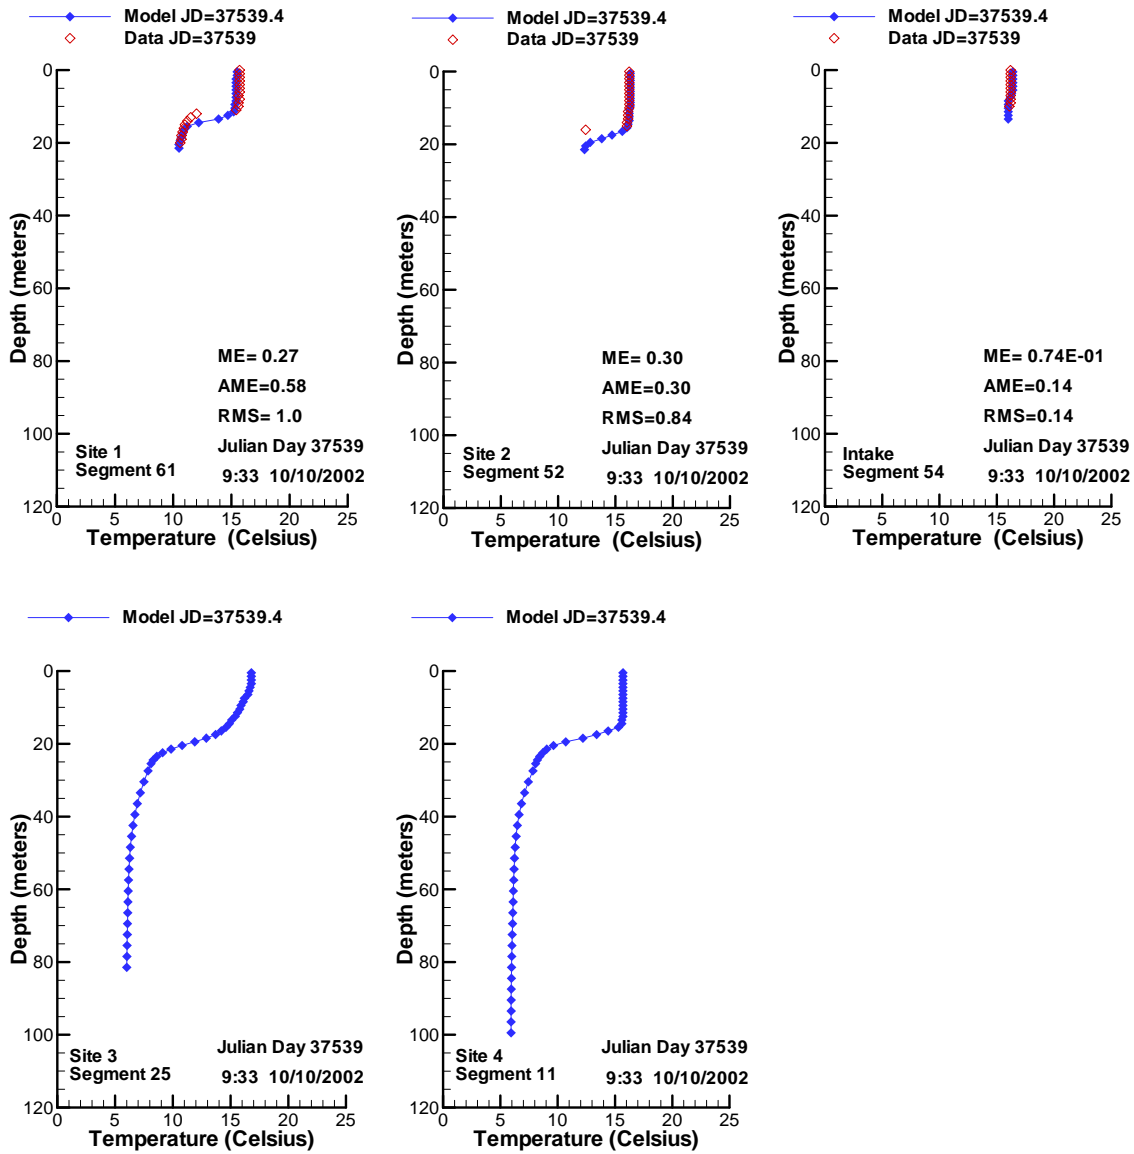 Model JD=37539.4
Data JD=37539
0
20
40
60
80
100
120
Depth (meters)
ME= 0.27
AME=0.58
RMS= 1.0
Site 1
Segment 61
Julian Day 37539
9:33 10/10/2002
0 5 10 15 20 25
Temperature (Celsius)
Model JD=37539.4
Data JD=37539
0
20
40
60
80
100
120
Depth (meters)
ME= 0.30
AME=0.30
RMS=0.84
Site 2
Segment 52
Julian Day 37539
9:33 10/10/2002
0 5 10 15 20 25
Temperature (Celsius)
Model JD=37539.4
Data JD=37539
0
20
40
60
80
100
120
Depth (meters)
ME= 0.74E-01
AME=0.14
RMS=0.14
Intake
Segment 54
Julian Day 37539
9:33 10/10/2002
0 5 10 15 20 25
Temperature (Celsius)
Model JD=37539.4
0
20
40
60
80
100
120
Depth (meters)
Site 3
Segment 25
Julian Day 37539
9:33 10/10/2002
0 5 10 15 20 25
Temperature (Celsius)
Model JD=37539.4
0
20
40
60
80
100
120
Depth (meters)
Site 4
Segment 11
Julian Day 37539
9:33 10/10/2002
0 5 10 15 20 25
Temperature (Celsius)